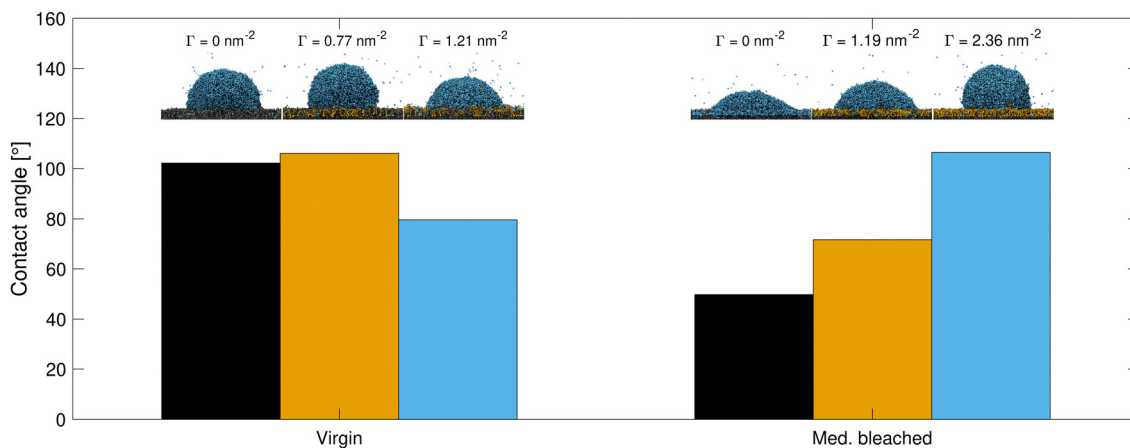 160
140
120
100
80
60
40
20
0
Contact angle [°]
Γ = 0 nm⁻² Γ = 0.77 nm⁻² Γ = 1.21 nm⁻²
Γ = 0 nm⁻² Γ = 1.19 nm⁻² Γ = 2.36 nm⁻²
Virgin
Med. bleached